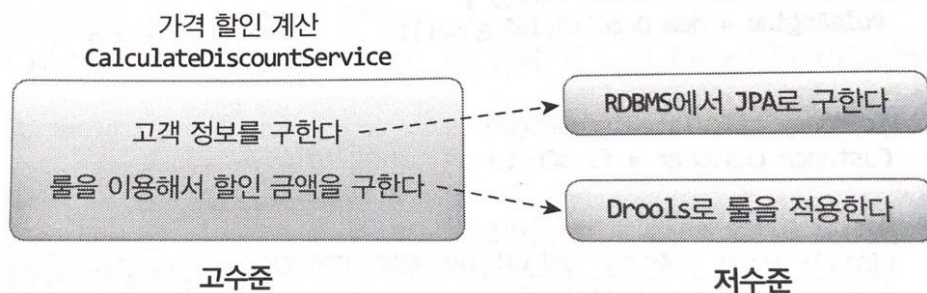 가격 할인 계산
CalculateDiscountService
고객 정보를 구한다
룰을 이용해서 할인 금액을 구한다
RDBMS에서 JPA로 구한다
Drools로 룰을 적용한다
고수준
저수준